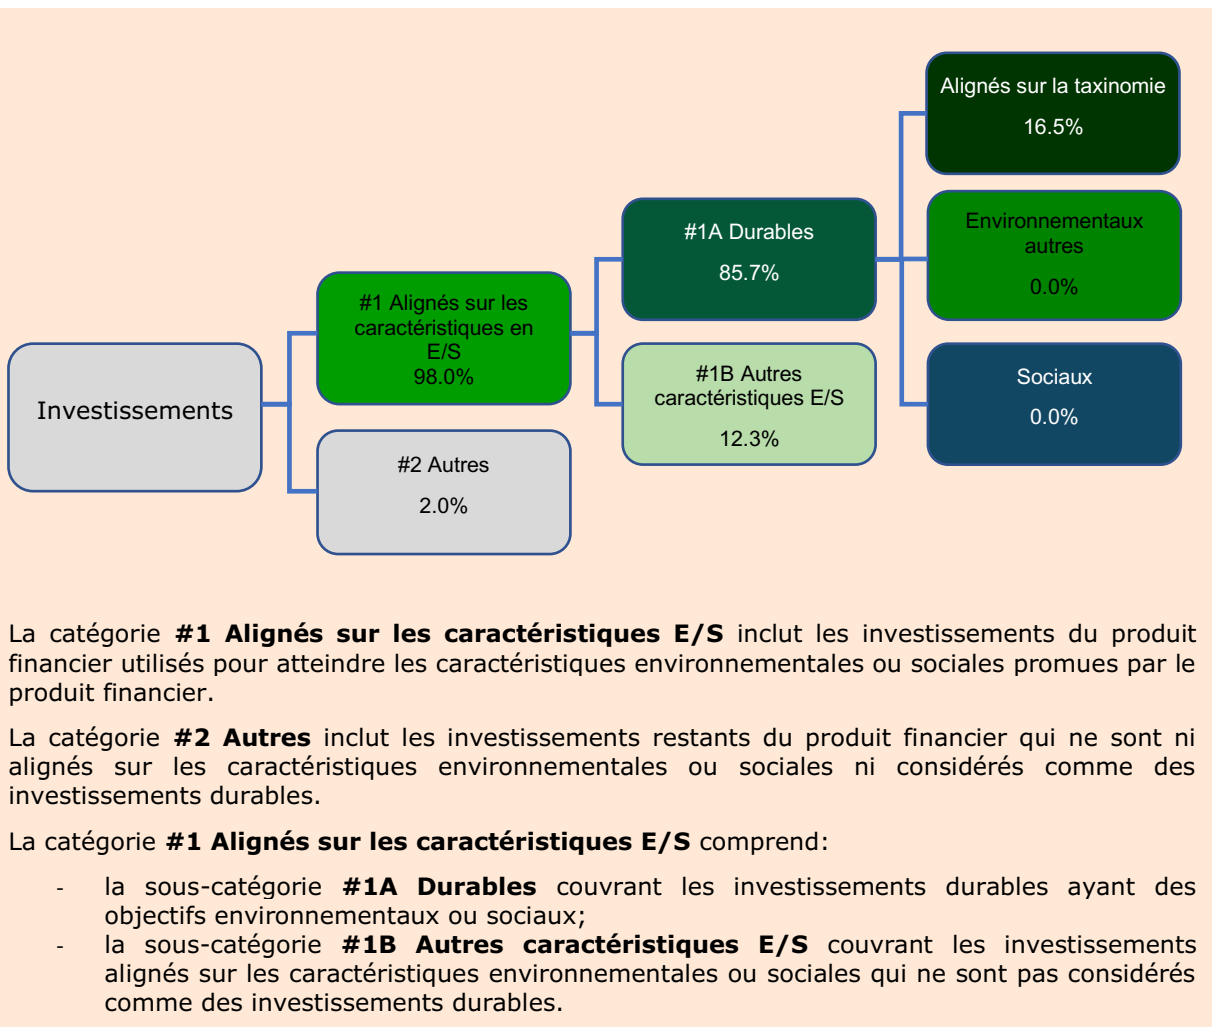 Alignés sur la taxinomie
16.5%
#1A Durables
85.7%
Environnementaux
autres
0.0%
#1 Alignés sur les
caractéristiques en
E/S
98.0%
Investissements
#1B Autres
caractéristiques E/S
12.3%
Sociaux
0.0%
#2 Autres
2.0%
La catégorie #1 Alignés sur les caractéristiques E/S inclut les investissements du produit
financier utilisés pour atteindre les caractéristiques environnementales ou sociales promues par le
produit financier.
La catégorie #2 Autres inclut les investissements restants du produit financier qui ne sont ni
alignés sur les caractéristiques environnementales ou sociales ni considérés comme des
investissements durables.
La catégorie #1 Alignés sur les caractéristiques E/S comprend:
- la sous-catégorie #1A Durables couvrant les investissements durables ayant des
objectifs environnementaux ou sociaux;
- la sous-catégorie #1B Autres caractéristiques E/S couvrant les investissements
alignés sur les caractéristiques environnementales ou sociales qui ne sont pas considérés
comme des investissements durables.